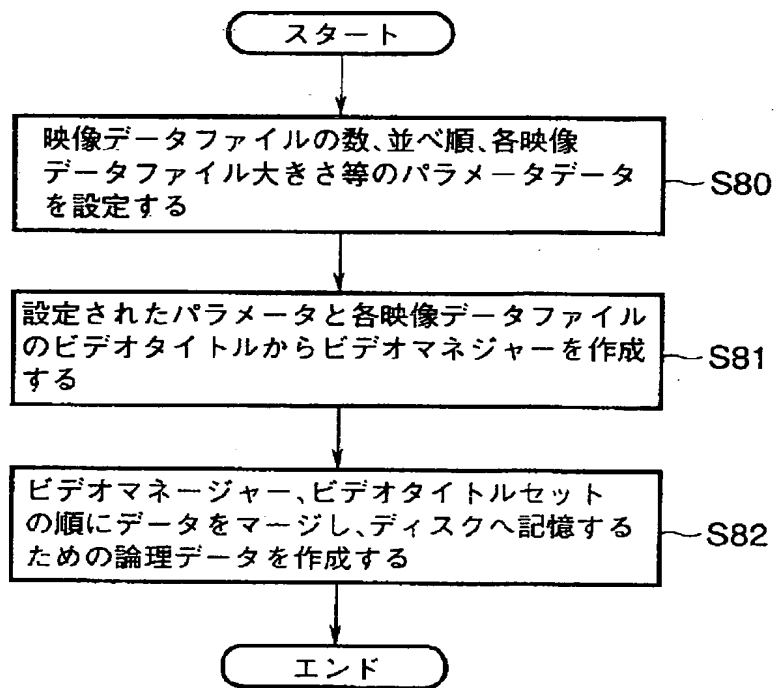 スタート
映像データファイルの数、並べ順、各映像
データファイル大きさ等のパラメータデータ
を設定する
S80
設定されたパラメータと各映像データファイル
のビデオタイトルからビデオマネジャーを作成
する
S81
ビデオマネージャー、ビデオタイトルセット
の順にデータをマージし、ディスクへ記憶する
ための論理データを作成する
S82
エンド